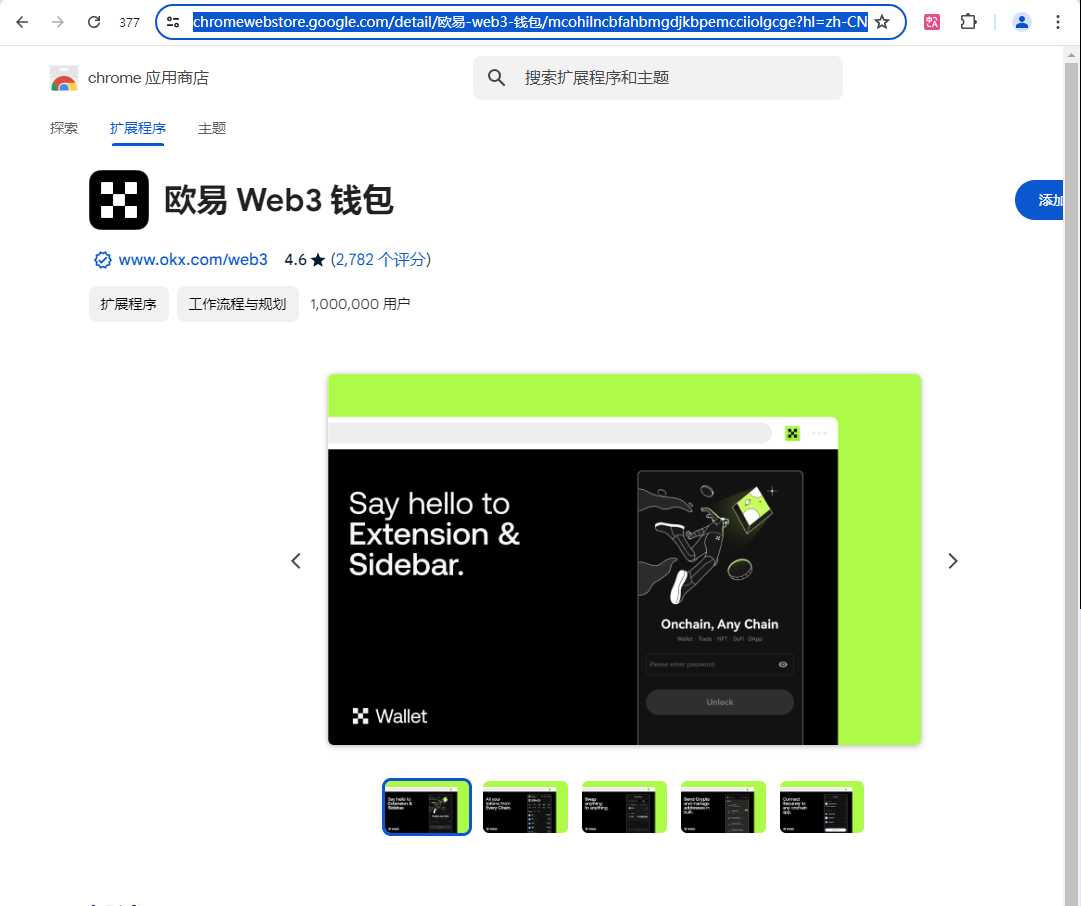 377
chromewebstore.google.com/detail/欧易-web3-钱包/mcohilncbfahbmgdjkbpemcciiolgcge?hl=zh-CN
chrome 应用商店
搜索扩展程序和主题
探索 扩展程序 主题
欧易 Web3 钱包
添加
www.okx.com/web3 4.6 ★ (2,782 个评分)
扩展程序 工作流程与规划 1,000,000 用户
Say hello to
Extension &
Sidebar.
Onchain, Any Chain
Wallet · Trade · NFT · DeFi · DApp
Please enter password
Unlock
Wallet
Say hello to
Extension &
Sidebar.
All your
tokens from
Every Chain.
Swap
anything
to anything.
Send Crypto
and manage
addresses in
bulk.
Connect
Securely to
any onchain
app.